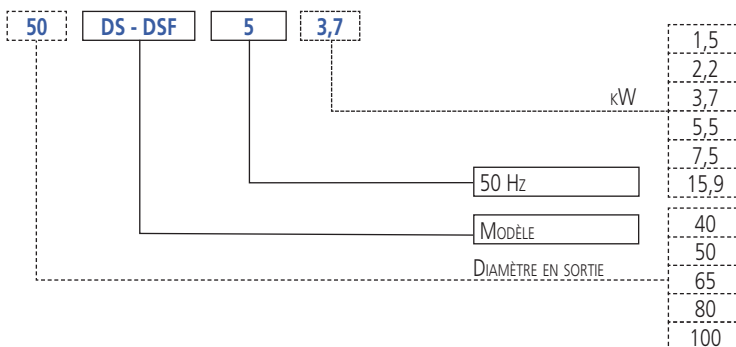 50 DS - DSF 5 3,7
1,5
2,2
kW 3,7
5,5
7,5
50 Hz 15,9
Modèle 40
50
Diamètre en sortie 65
80
100